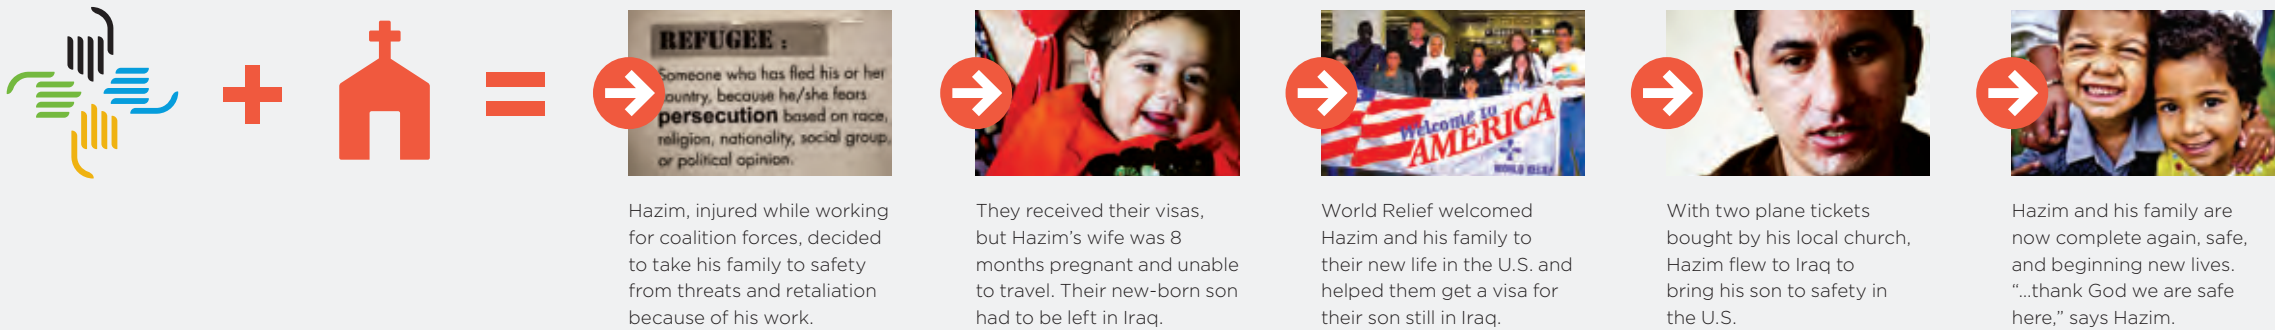 REFUGEE :
Someone who has fled his or her
country, because he/she fears
persecution based on race,
religion, nationality, social group,
or political opinion.
Hazim, injured while working
for coalition forces, decided
to take his family to safety
from threats and retaliation
because of his work.
They received their visas,
but Hazim’s wife was 8
months pregnant and unable
to travel. Their new-born son
had to be left in Iraq.
Welcome to
AMERICA
WORLD RELIEF
World Relief welcomed
Hazim and his family to
their new life in the U.S. and
helped them get a visa for
their son still in Iraq.
With two plane tickets
bought by his local church,
Hazim flew to Iraq to
bring his son to safety in
the U.S.
Hazim and his family are
now complete again, safe,
and beginning new lives.
“...thank God we are safe
here,” says Hazim.